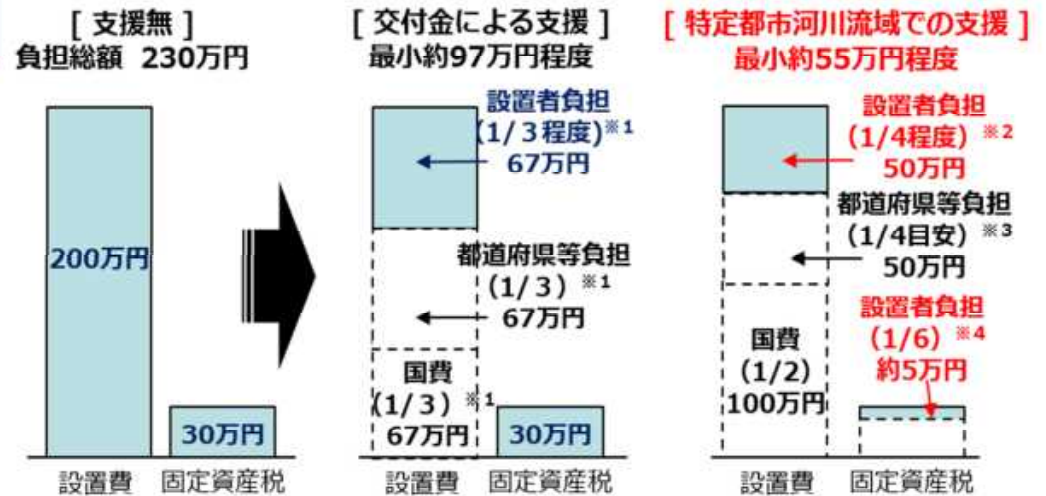 [ 支援無 ]
負担総額 230万円
200万円
30万円
設置費 固定資産税
[ 交付金による支援 ]
最小約97万円程度
設置者負担
(1/3程度)※1
67万円
都道府県等負担
(1/3) ※1
67万円
国費
(1/3) ※1
67万円
30万円
設置費 固定資産税
[ 特定都市河川流域での支援 ]
最小約55万円程度
設置者負担
(1/4程度) ※2
50万円
都道府県等負担
(1/4目安) ※3
50万円
設置者負担
(1/6) ※4
約5万円
国費
(1/2)
100万円
設置費 固定資産税